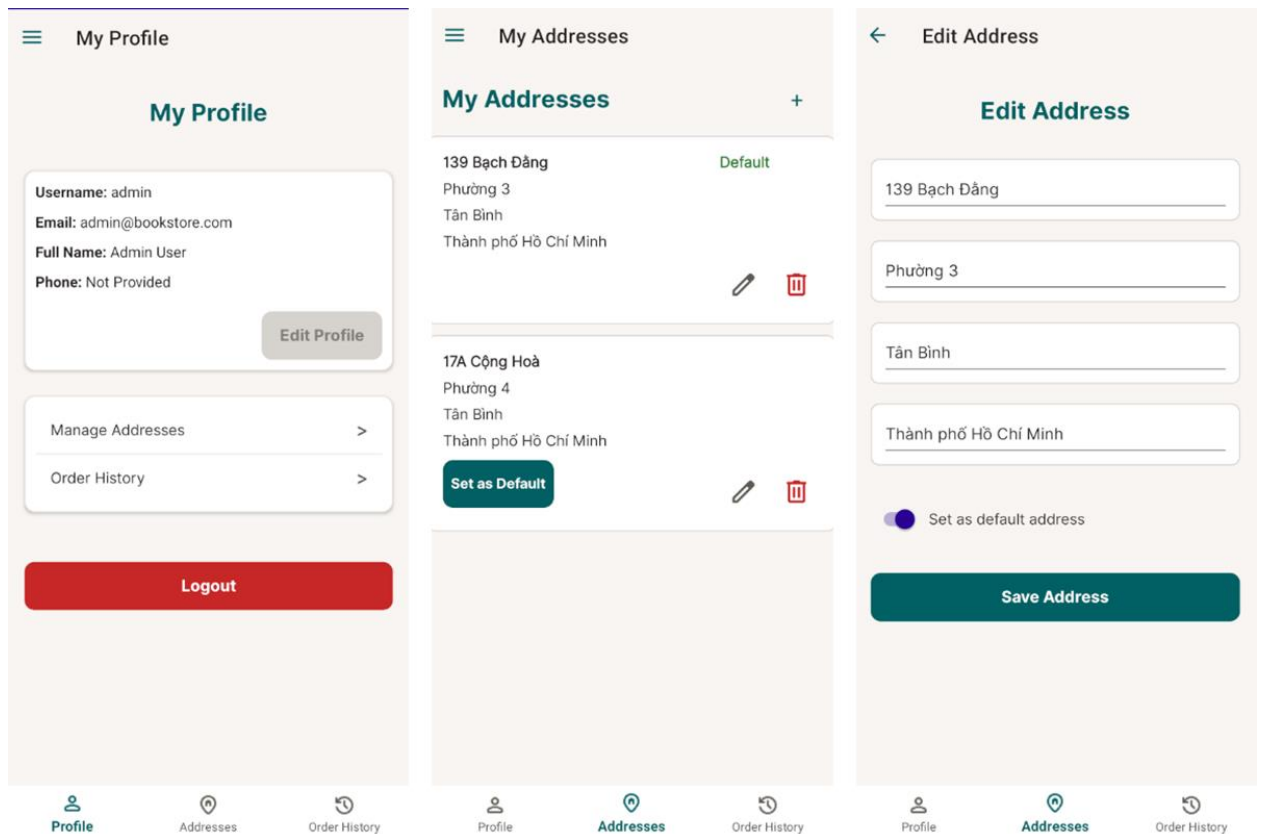 My Profile
My Profile
Username: admin
Email: admin@bookstore.com
Full Name: Admin User
Phone: Not Provided
Edit Profile
Manage Addresses >
Order History >
Logout
Profile Addresses Order History
My Addresses
My Addresses +
139 Bạch Đằng Default
Phường 3
Tân Bình
Thành phố Hồ Chí Minh
17A Cộng Hoà
Phường 4
Tân Bình
Thành phố Hồ Chí Minh
Set as Default
Profile Addresses Order History
Edit Address
Edit Address
139 Bạch Đằng
Phường 3
Tân Bình
Thành phố Hồ Chí Minh
Set as default address
Save Address
Profile Addresses Order History